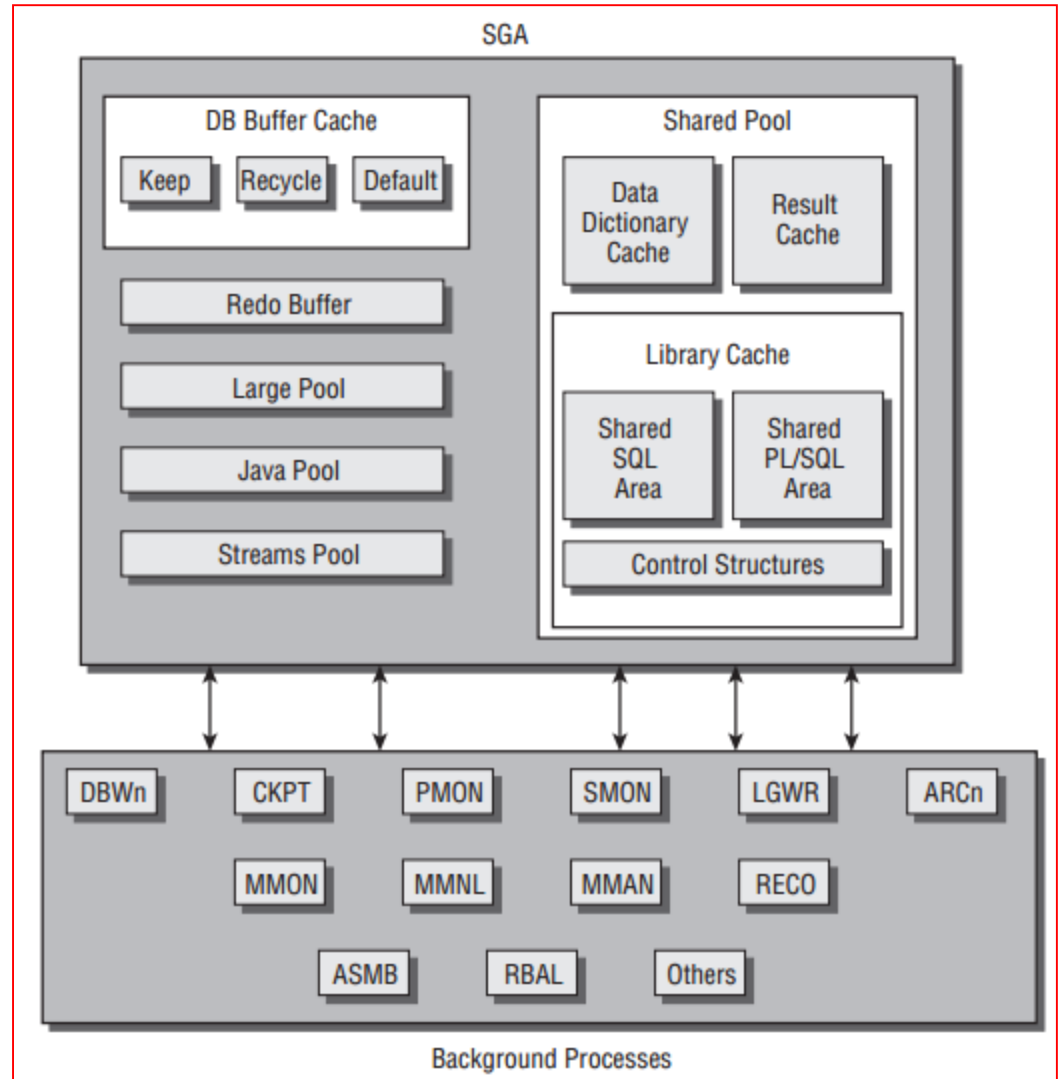 SGA
DB Buffer Cache
Keep
Recycle
Default
Redo Buffer
Large Pool
Java Pool
Streams Pool
Shared Pool
Data
Dictionary
Cache
Result
Cache
Library Cache
Shared
SQL
Area
Shared
PL/SQL
Area
Control Structures
DBWn
CKPT
PMON
SMON
LGWR
ARCn
MMON
MMNL
MMAN
RECO
ASMB
RBAL
Others
Background Processes